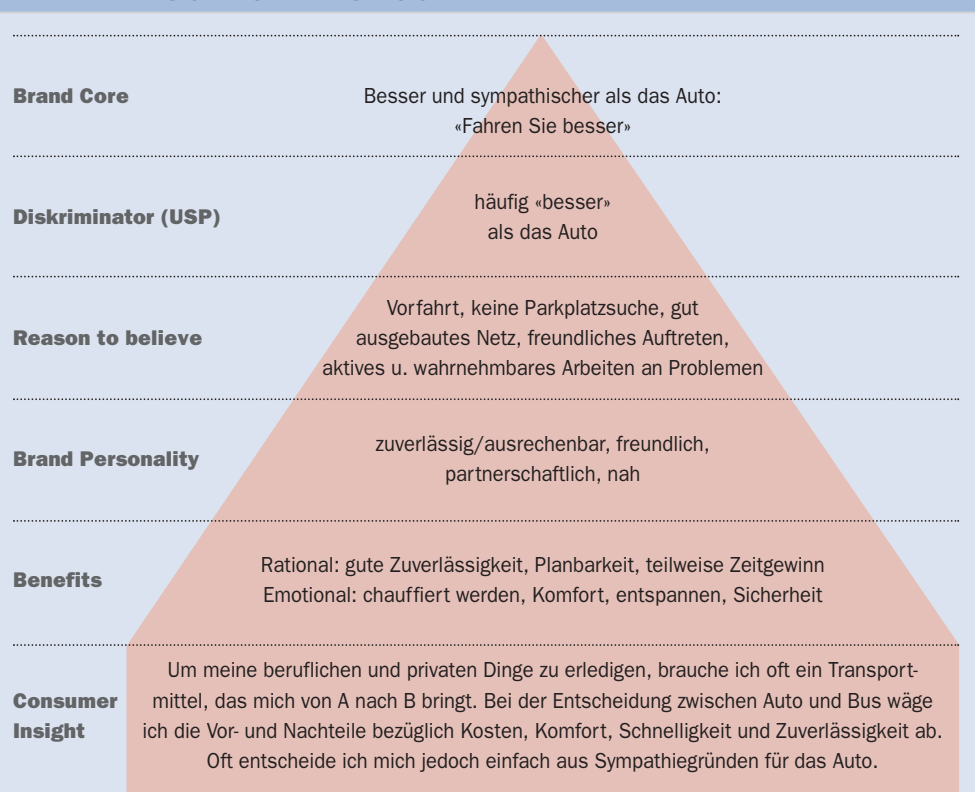 Brand Core
Besser und sympathischer als das Auto:
«Fahren Sie besser»
Diskriminator (USP)
häufig «besser»
als das Auto
Reason to believe
Vorfahrt, keine Parkplatzsuche, gut
ausgebautes Netz, freundliches Auftreten,
aktives u. wahrnehmbares Arbeiten an Problemen
Brand Personality
zuverlässig/ausrechenbar, freundlich,
partnerschaftlich, nah
Benefits
Rational: gute Zuverlässigkeit, Planbarkeit, teilweise Zeitgewinn
Emotional: chauffiert werden, Komfort, entspannen, Sicherheit
Consumer
Insight
Um meine beruflichen und privaten Dinge zu erledigen, brauche ich oft ein Transport-
mittel, das mich von A nach B bringt. Bei der Entscheidung zwischen Auto und Bus wäge
ich die Vor- und Nachteile bezüglich Kosten, Komfort, Schnelligkeit und Zuverlässigkeit ab.
Oft entscheide ich mich jedoch einfach aus Sympathiegründen für das Auto.